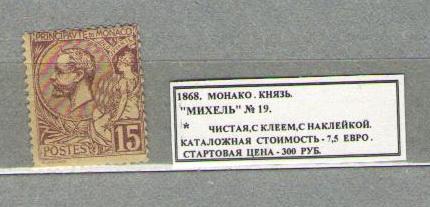 PRINCIPAUTÉ DE MONACO
15
POSTES
1868. МОНАКО. КНЯЗЬ.
"МИХЕЛЬ" № 19.
* ЧИСТАЯ,С КЛЕЕМ,С НАКЛЕЙКОЙ.
КАТАЛОЖНАЯ СТОИМОСТЬ - 7,5 ЕВРО.
СТАРТОВАЯ ЦЕНА - 300 РУБ.